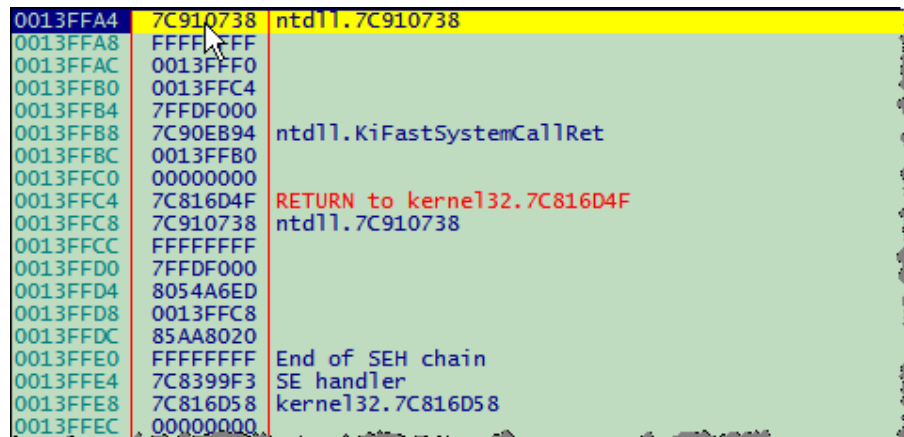 0013FFA4 7C910738 ntdll.7C910738
0013FFA8 FFFFFFFF
0013FFAC 0013FFF0
0013FFB0 0013FFC4
0013FFB4 7FFDF000
0013FFB8 7C90EB94 ntdll.KiFastSystemCallRet
0013FFBC 0013FFB0
0013FFC0 00000000
0013FFC4 7C816D4F RETURN to kernel32.7C816D4F
0013FFC8 7C910738 ntdll.7C910738
0013FFCC FFFFFFFF
0013FFD0 7FFDF000
0013FFD4 8054A6ED
0013FFD8 0013FFC8
0013FFDC 85AA8020
0013FFE0 FFFFFFFF End of SEH chain
0013FFE4 7C8399F3 SE handler
0013FFE8 7C816D58 kernel32.7C816D58
0013FFEC 00000000